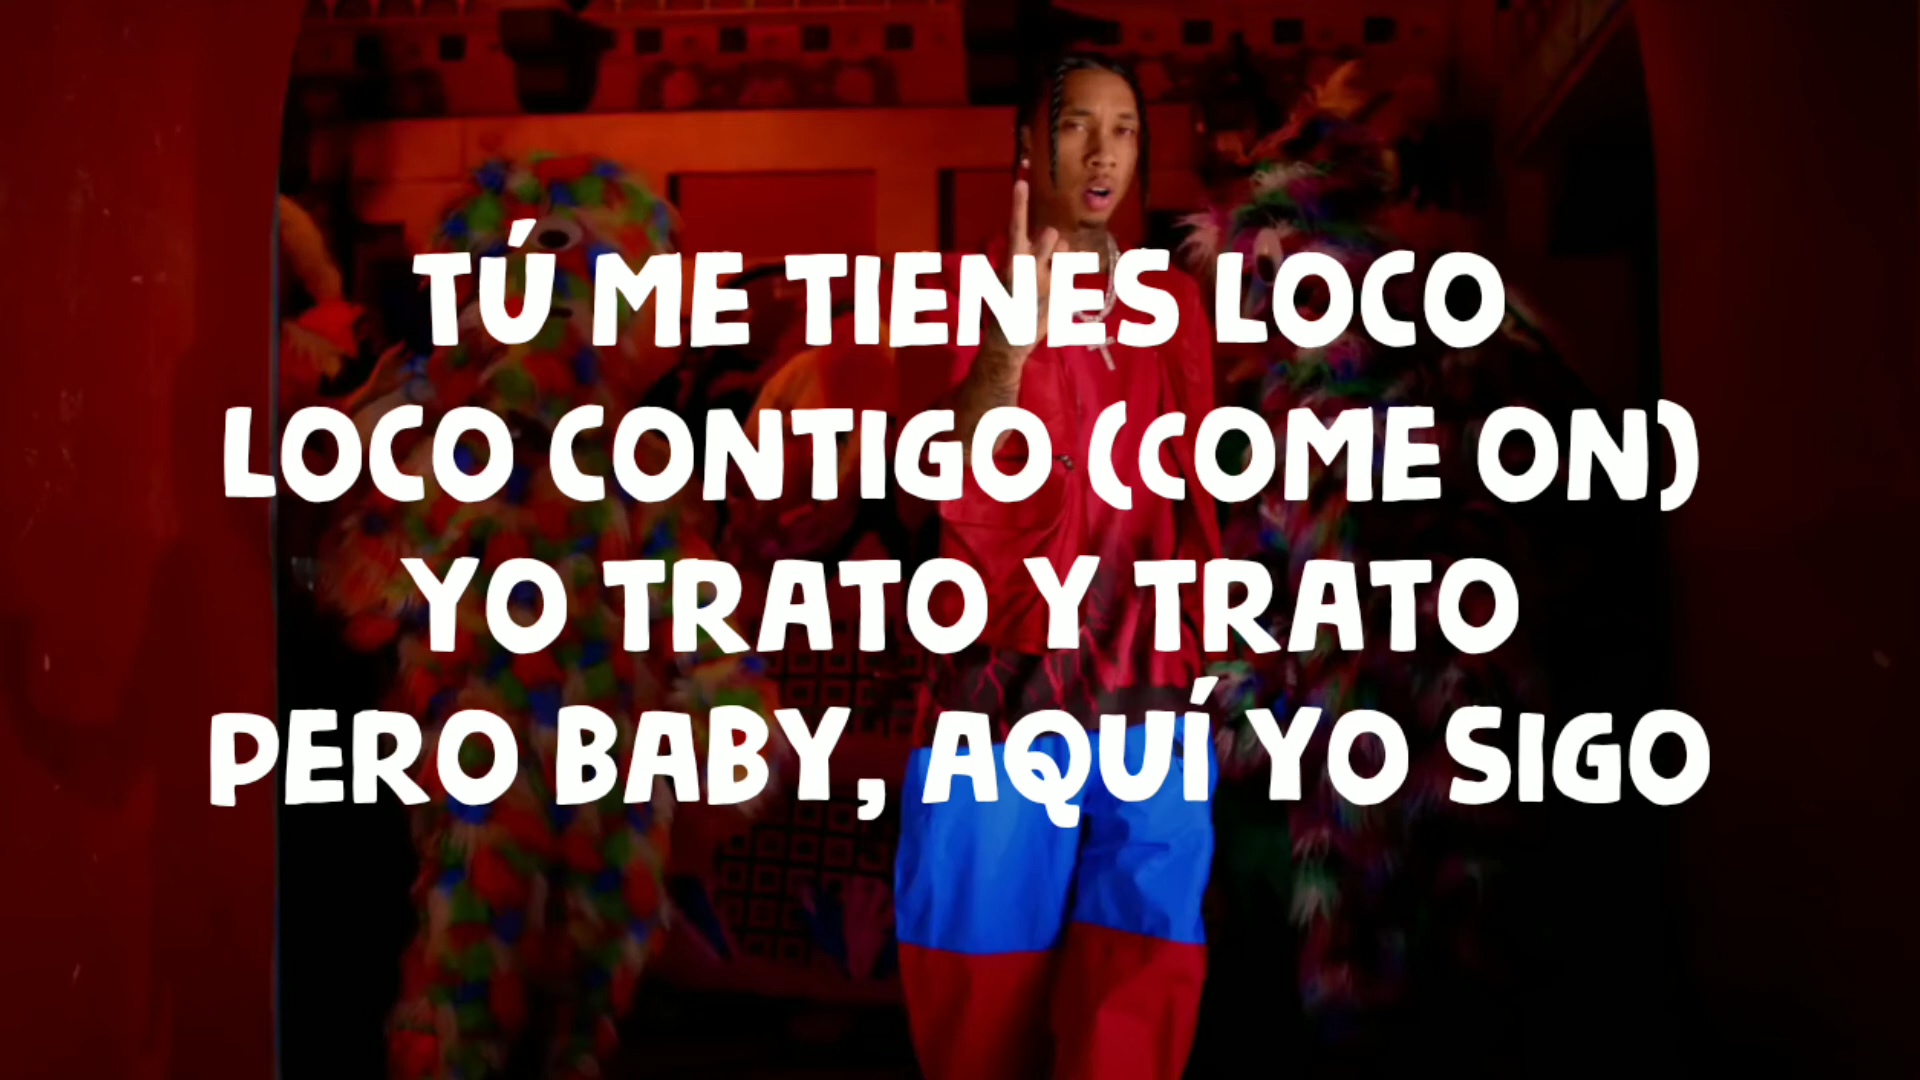 TÚ ME TIENES LOCO
LOCO CONTIGO (COME ON)
YO TRATO Y TRATO
PERO BABY, AQUÍ YO SIGO